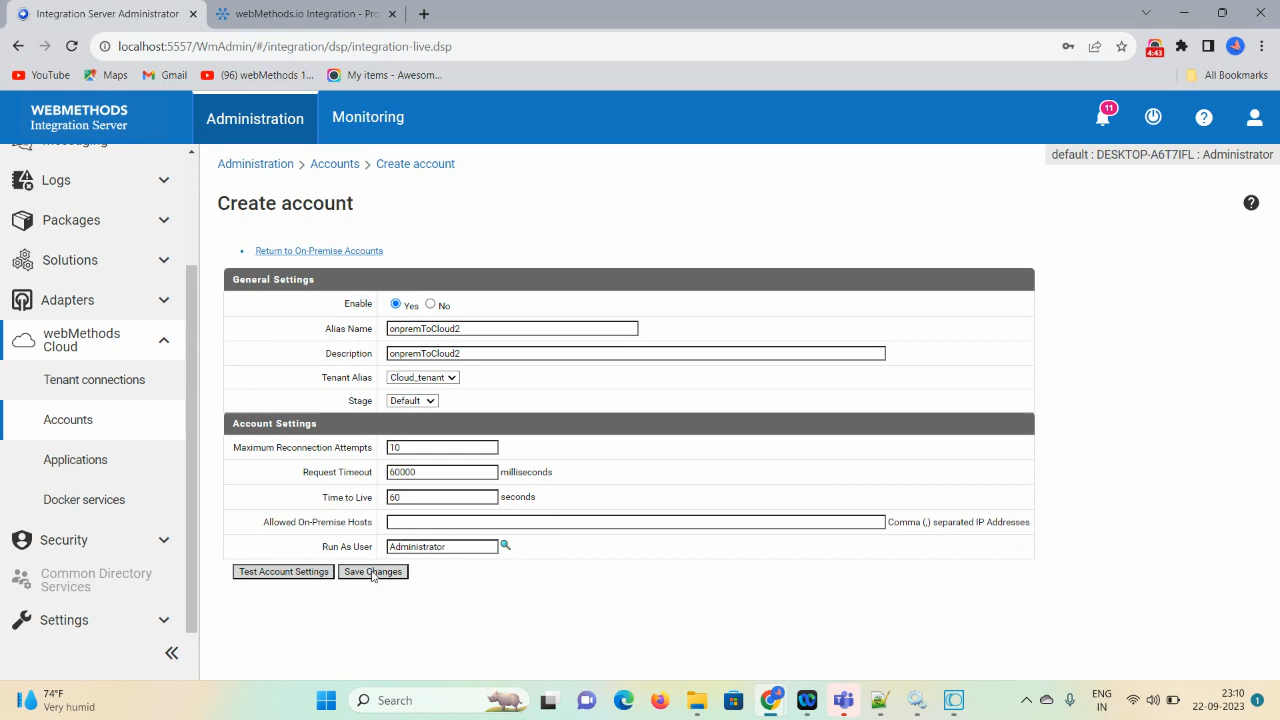 Integration Server Administrator
webMethods.io Integration - Pro
localhost:5557/WmAdmin/#/integration/dsp/integration-live.dsp
4:43
YouTube
Maps
Gmail
(96) webMethods 1...
My items - Awesom...
All Bookmarks
WEBMETHODS
Integration Server
Administration
Monitoring
11
default : DESKTOP-A6T7IFL : Administrator
Messaging
Logs
Packages
Solutions
Adapters
webMethods
Cloud
Tenant connections
Accounts
Applications
Docker services
Security
Common Directory
Services
Settings
Administration > Accounts > Create account
Create account
Return to On-Premise Accounts
General Settings
Enable Yes No
Alias Name onpremToCloud2
Description onpremToCloud2
Tenant Alias Cloud_tenant
Stage Default
Account Settings
Maximum Reconnection Attempts 10
Request Timeout 60000 milliseconds
Time to Live 60 seconds
Allowed On-Premise Hosts Comma (,) separated IP Addresses
Run As User Administrator
Test Account Settings Save Changes
74°F
Very humid
Search
4
ENG
IN
23:10
22-09-2023
1